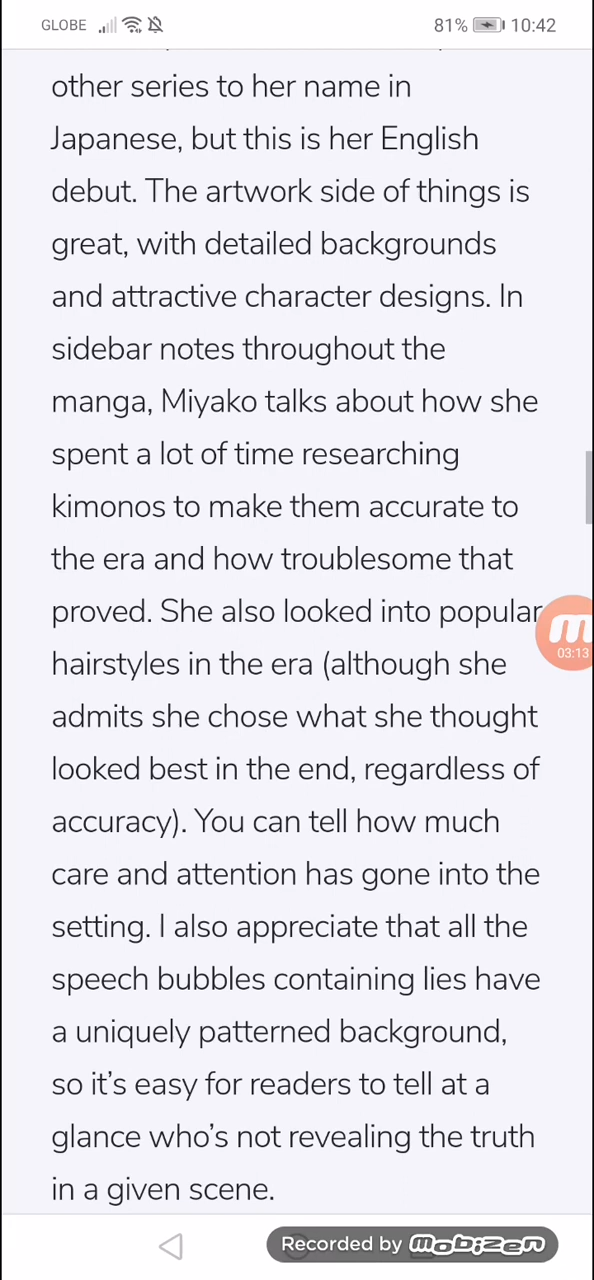 GLOBE
81% 10:42
other series to her name in
Japanese, but this is her English
debut. The artwork side of things is
great, with detailed backgrounds
and attractive character designs. In
sidebar notes throughout the
manga, Miyako talks about how she
spent a lot of time researching
kimonos to make them accurate to
the era and how troublesome that
proved. She also looked into popular
hairstyles in the era (although she
admits she chose what she thought
looked best in the end, regardless of
accuracy). You can tell how much
care and attention has gone into the
setting. I also appreciate that all the
speech bubbles containing lies have
a uniquely patterned background,
so it’s easy for readers to tell at a
glance who’s not revealing the truth
in a given scene.
m
03:13
Recorded by mobizen